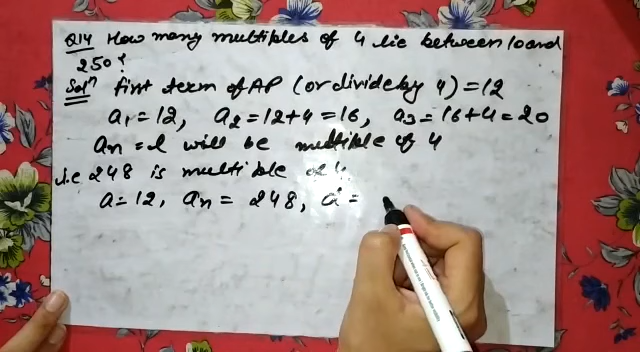 Q14 How many multiples of 4 lie between 10 and
250?
Solⁿ first term of AP (or divide by 4) = 12
a1 = 12, a2 = 12+4 = 16, a3 = 16+4 = 20
an = l will be multiple of 4
i.e 248 is multiple of 4.
a = 12, an = 248, d =